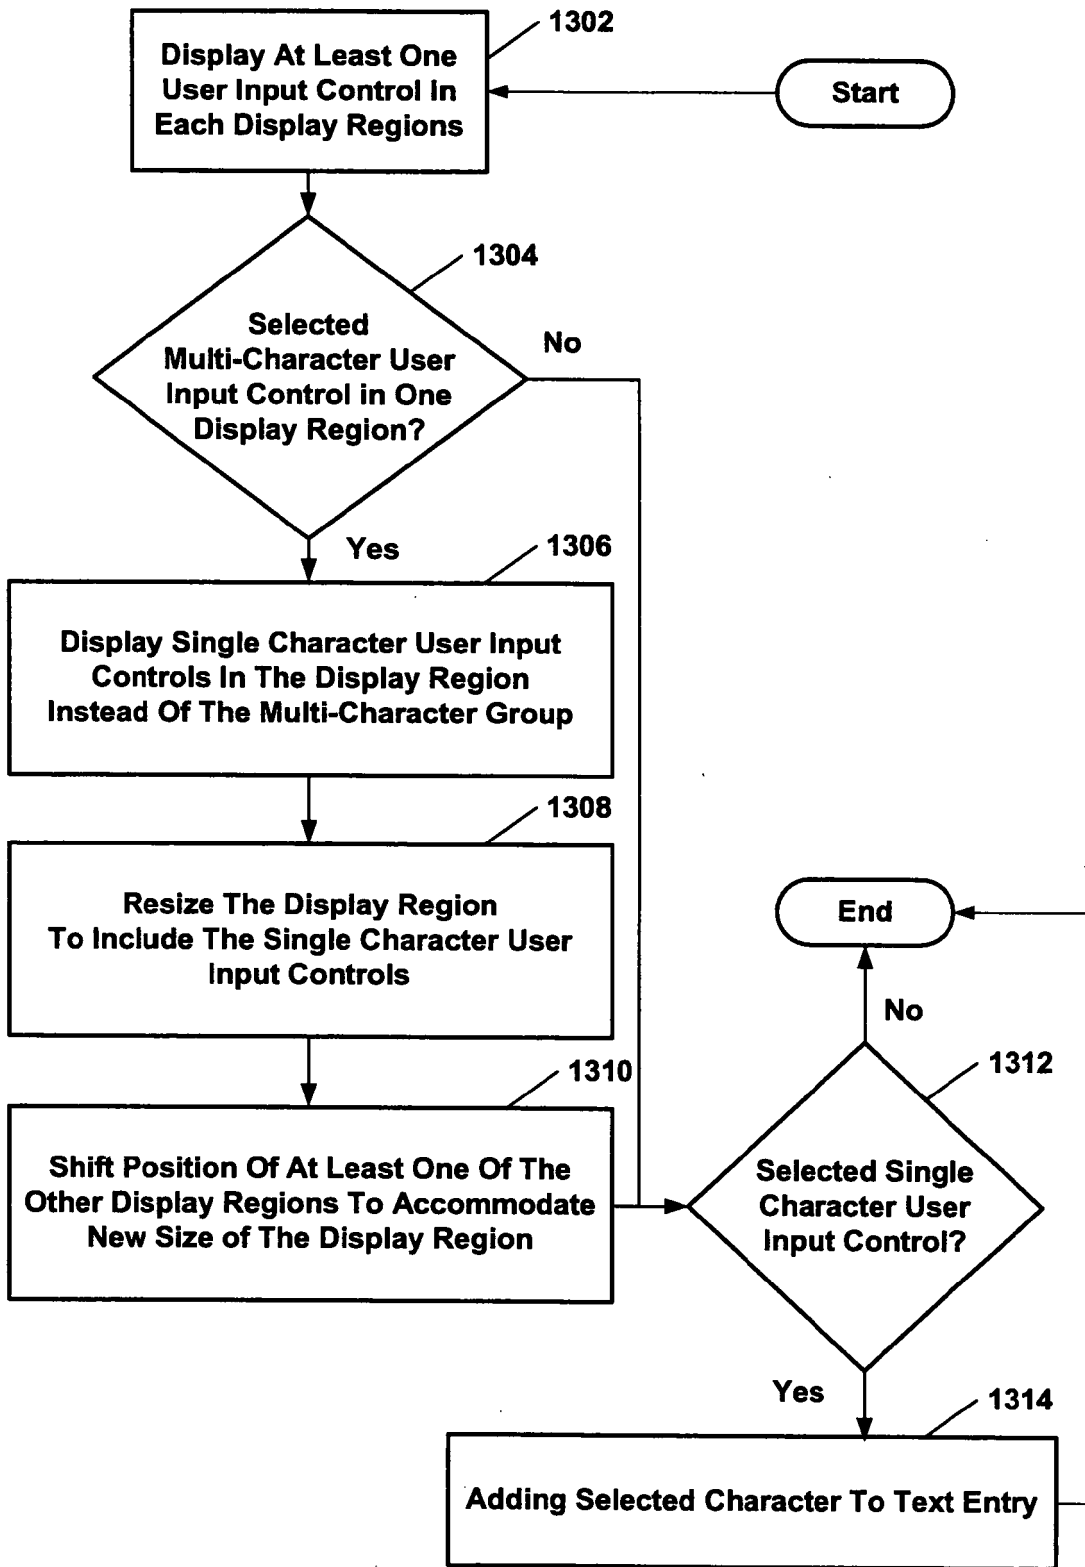 1302
Display At Least One
User Input Control In
Each Display Regions
Start
1304
Selected
Multi-Character User
Input Control in One
Display Region?
No
Yes
1306
Display Single Character User Input
Controls In The Display Region
Instead Of The Multi-Character Group
1308
Resize The Display Region
To Include The Single Character User
Input Controls
End
No
1310
Shift Position Of At Least One Of The
Other Display Regions To Accommodate
New Size of The Display Region
1312
Selected Single
Character User
Input Control?
Yes
1314
Adding Selected Character To Text Entry